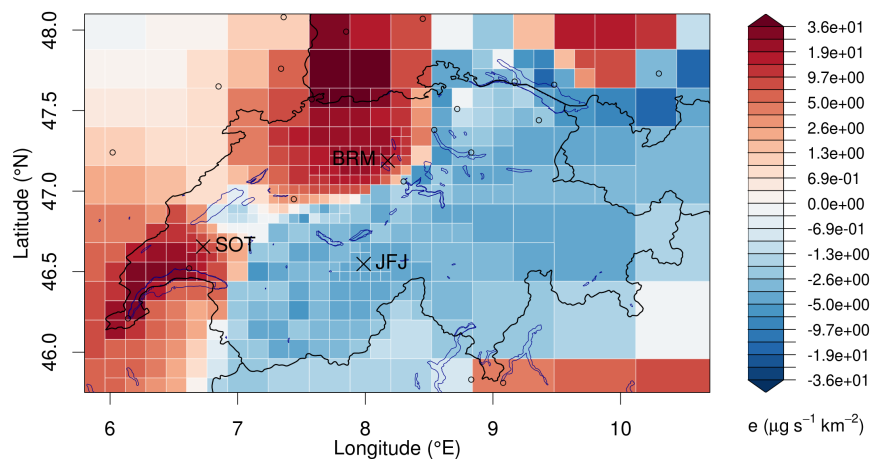 48.0
47.5
47.0
46.5
46.0
Latitude (°N)
BRM
SOT
JFJ
6
7
8
9
10
Longitude (°E)
3.6e+01
1.9e+01
9.7e+00
5.0e+00
2.6e+00
1.3e+00
6.9e-01
0.0e+00
-6.9e-01
-1.3e+00
-2.6e+00
-5.0e+00
-9.7e+00
-1.9e+01
-3.6e+01
e (μg s⁻¹ km⁻²)